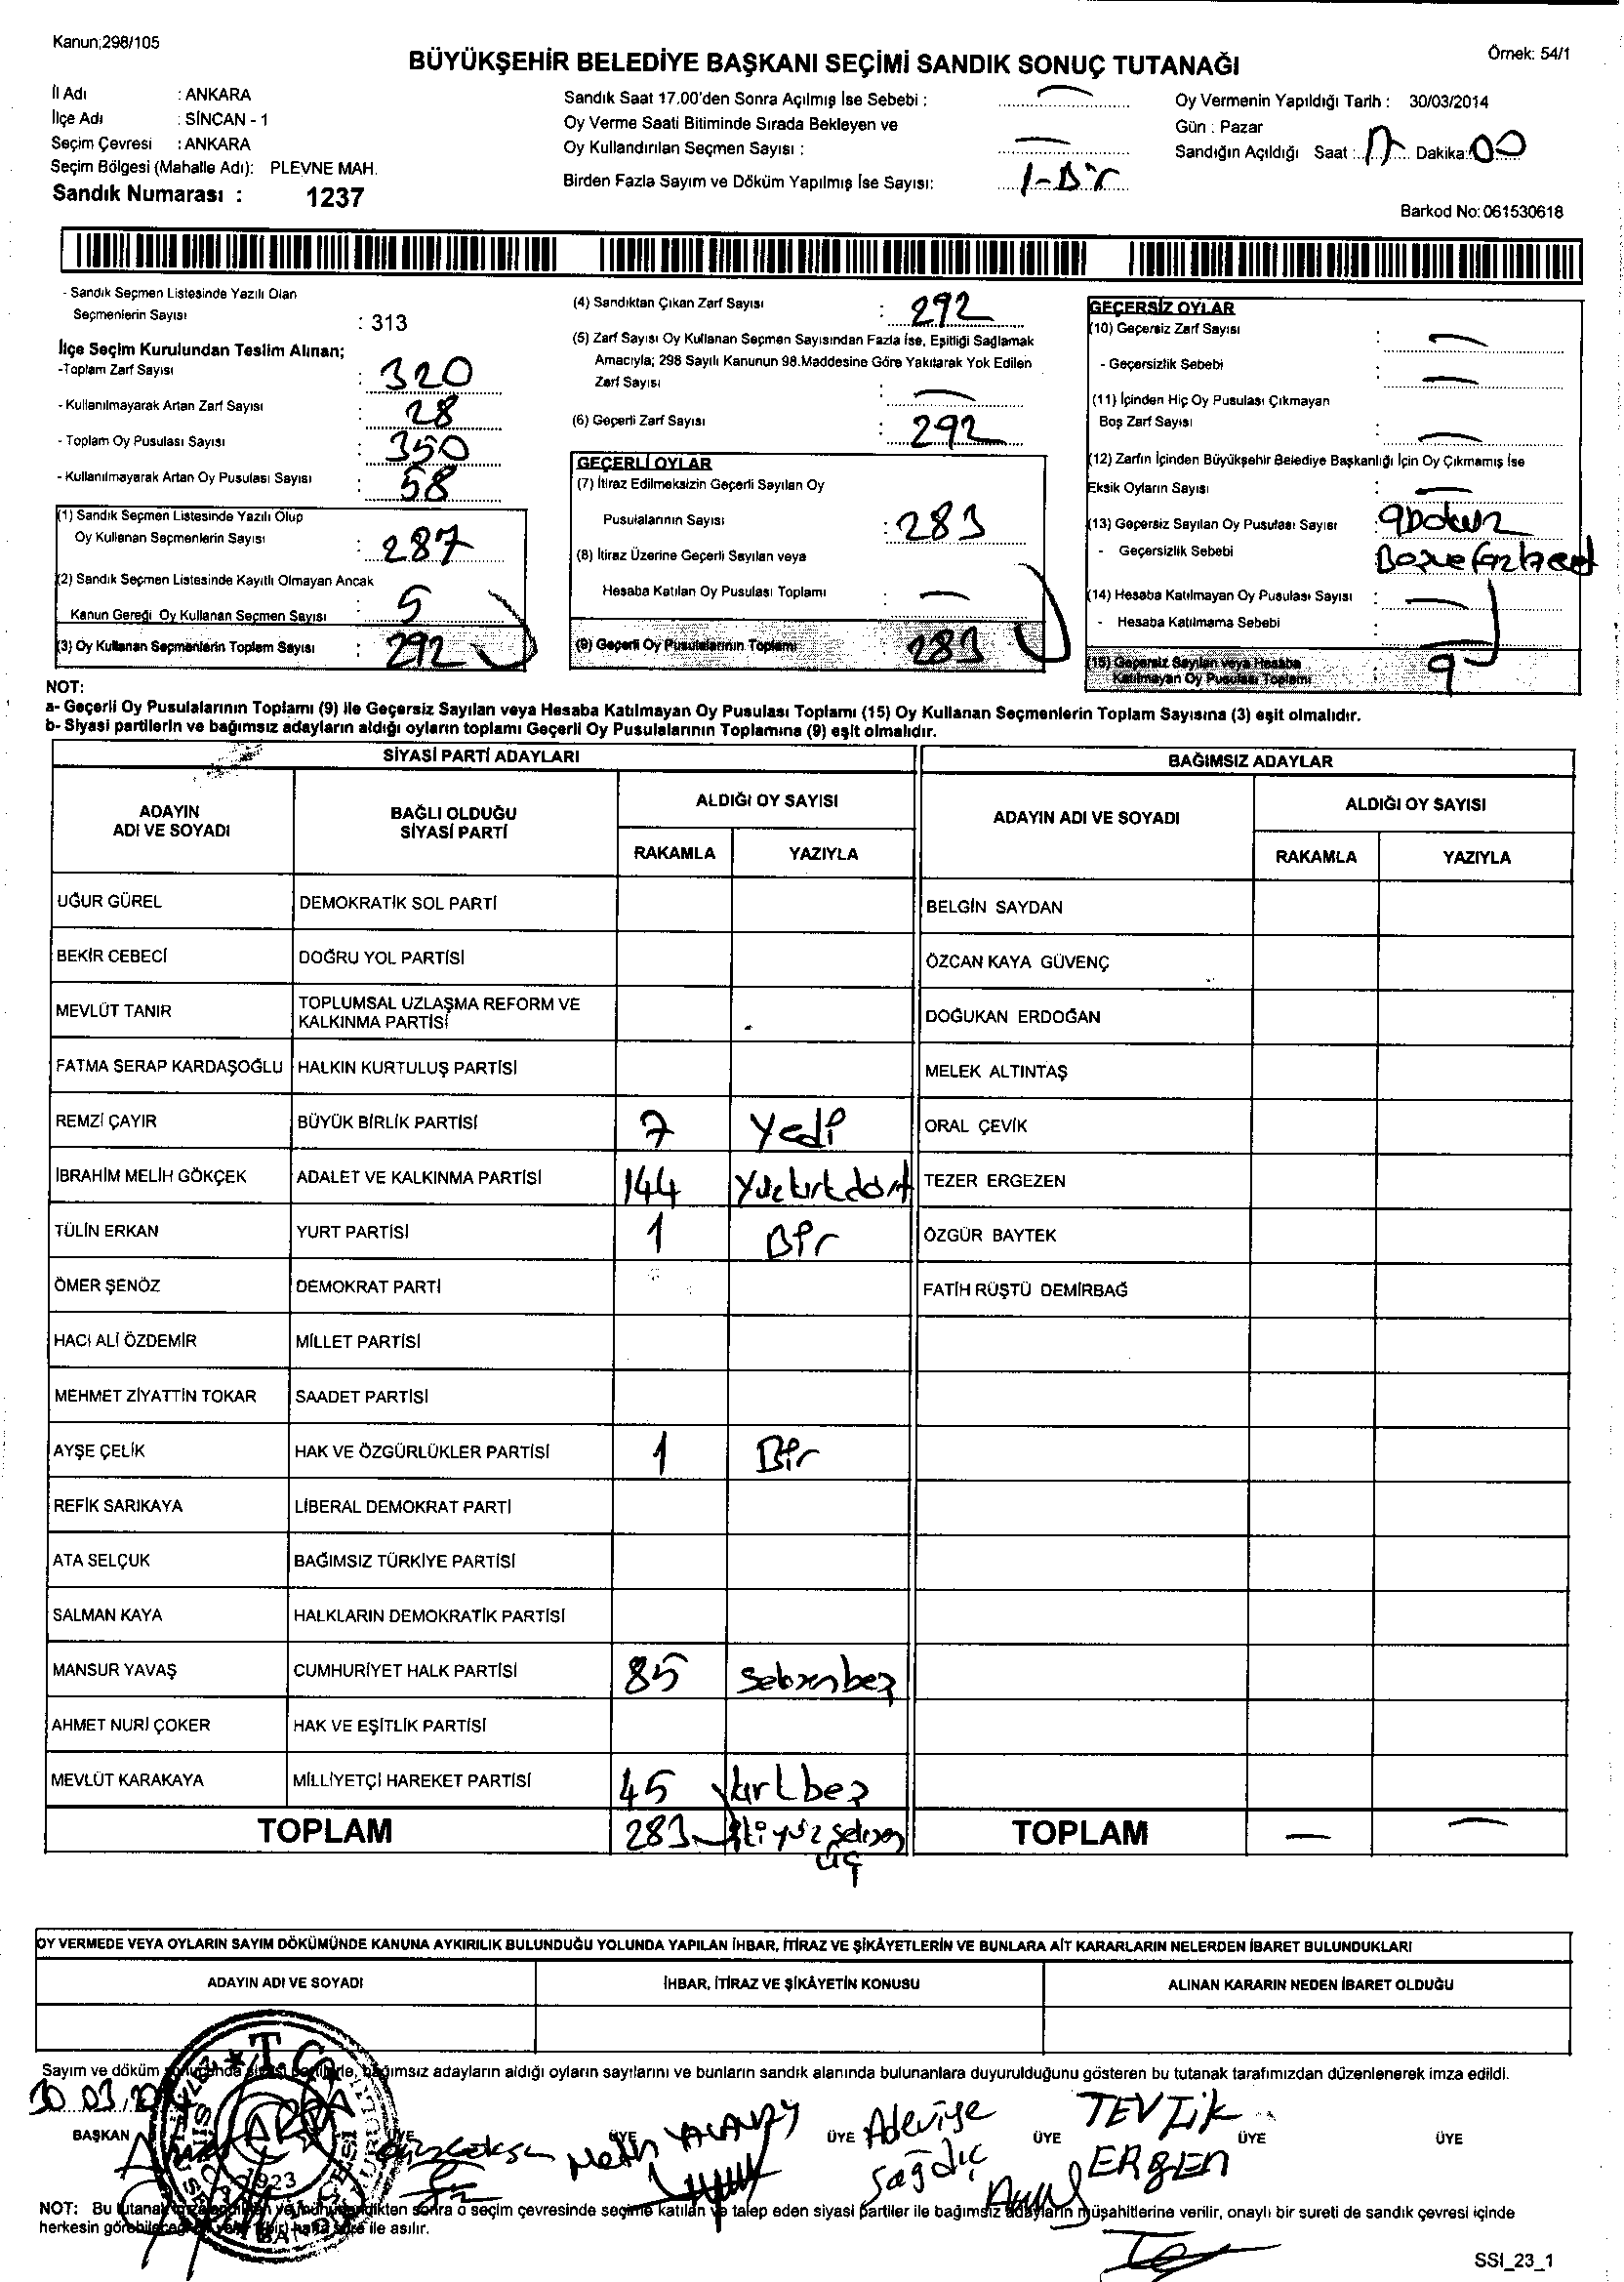 Kanun;298/105
Örnek: 54/1
BÜYÜKŞEHİR BELEDİYE BAŞKANI SEÇİMİ SANDIK SONUÇ TUTANAĞI
İl Adı : ANKARA
İlçe Adı : SİNCAN - 1
Seçim Çevresi : ANKARA
Seçim Bölgesi (Mahalle Adı): PLEVNE MAH.
Sandık Numarası : 1237
Sandık Saat 17.00'den Sonra Açılmış İse Sebebi : —
Oy Verme Saati Bitiminde Sırada Bekleyen ve
Oy Kullandırılan Seçmen Sayısı : —
Birden Fazla Sayım ve Döküm Yapılmış İse Sayısı: 1-Bir
Oy Vermenin Yapıldığı Tarih : 30/03/2014
Gün : Pazar
Sandığın Açıldığı Saat : 17 Dakika: 00
Barkod No: 061530618
- Sandık Seçmen Listesinde Yazılı Olan
Seçmenlerin Sayısı : 313
İlçe Seçim Kurulundan Teslim Alınan;
-Toplam Zarf Sayısı : 320
- Kullanılmayarak Artan Zarf Sayısı : 28
- Toplam Oy Pusulası Sayısı : 350
- Kullanılmayarak Artan Oy Pusulası Sayısı : 58
(1) Sandık Seçmen Listesinde Yazılı Olup
Oy Kullanan Seçmenlerin Sayısı : 287
(2) Sandık Seçmen Listesinde Kayıtlı Olmayan Ancak
Kanun Gereği Oy Kullanan Seçmen Sayısı : 5
(3) Oy Kullanan Seçmenlerin Toplam Sayısı : 292
(4) Sandıktan Çıkan Zarf Sayısı : 292
(5) Zarf Sayısı Oy Kullanan Seçmen Sayısından Fazla İse, Eşitliği Sağlamak
Amacıyla; 298 Sayılı Kanunun 98.Maddesine Göre Yakılarak Yok Edilen
Zarf Sayısı : —
(6) Geçerli Zarf Sayısı : 292
GEÇERLİ OYLAR
(7) İtiraz Edilmeksizin Geçerli Sayılan Oy
Pusulalarının Sayısı : 283
(8) İtiraz Üzerine Geçerli Sayılan veya
Hesaba Katılan Oy Pusulası Toplamı : —
(9) Geçerli Oy Pusulalarının Toplamı 283
GEÇERSİZ OYLAR
(10) Geçersiz Zarf Sayısı : —
- Geçersizlik Sebebi : —
(11) İçinden Hiç Oy Pusulası Çıkmayan
Boş Zarf Sayısı : —
(12) Zarfın İçinden Büyükşehir Belediye Başkanlığı İçin Oy Çıkmamış İse
Eksik Oyların Sayısı : —
(13) Geçersiz Sayılan Oy Pusulası Sayısı : 9 Dokuz
- Geçersizlik Sebebi
(14) Hesaba Katılmayan Oy Pusulası Sayısı : —
- Hesaba Katılmama Sebebi :
(15) Geçersiz Sayılan veya Hesaba
Katılmayan Oy Pusulası Toplamı : 9
NOT:
a- Geçerli Oy Pusulalarının Toplamı (9) ile Geçersiz Sayılan veya Hesaba Katılmayan Oy Pusulası Toplamı (15) Oy Kullanan Seçmenlerin Toplam Sayısına (3) eşit olmalıdır.
b- Siyasi partilerin ve bağımsız adayların aldığı oyların toplamı Geçerli Oy Pusulalarının Toplamına (9) eşit olmalıdır.
SİYASİ PARTİ ADAYLARI
BAĞIMSIZ ADAYLAR
ADAYIN ADI VE SOYADI
BAĞLI OLDUĞU SİYASİ PARTİ
ALDIĞI OY SAYISI
RAKAMLA YAZIYLA
ADAYIN ADI VE SOYADI
ALDIĞI OY SAYISI
RAKAMLA YAZIYLA
UĞUR GÜREL DEMOKRATİK SOL PARTİ BELGİN SAYDAN
BEKİR CEBECİ DOĞRU YOL PARTİSİ ÖZCAN KAYA GÜVENÇ
MEVLÜT TANIR TOPLUMSAL UZLAŞMA REFORM VE KALKINMA PARTİSİ DOĞUKAN ERDOĞAN
FATMA SERAP KARDAŞOĞLU HALKIN KURTULUŞ PARTİSİ MELEK ALTINTAŞ
REMZİ ÇAYIR BÜYÜK BİRLİK PARTİSİ 7 Yedi ORAL ÇEVİK
İBRAHİM MELİH GÖKÇEK ADALET VE KALKINMA PARTİSİ 144 Yüzkırkdört TEZER ERGEZEN
TÜLİN ERKAN YURT PARTİSİ 1 Bir ÖZGÜR BAYTEK
ÖMER ŞENÖZ DEMOKRAT PARTİ FATİH RÜŞTÜ DEMİRBAĞ
HACI ALİ ÖZDEMİR MİLLET PARTİSİ
MEHMET ZİYATTİN TOKAR SAADET PARTİSİ
AYŞE ÇELİK HAK VE ÖZGÜRLÜKLER PARTİSİ 1 Bir
REFİK SARIKAYA LİBERAL DEMOKRAT PARTİ
ATA SELÇUK BAĞIMSIZ TÜRKİYE PARTİSİ
SALMAN KAYA HALKLARIN DEMOKRATİK PARTİSİ
MANSUR YAVAŞ CUMHURİYET HALK PARTİSİ 85 Seksenbeş
AHMET NURİ ÇOKER HAK VE EŞİTLİK PARTİSİ
MEVLÜT KARAKAYA MİLLİYETÇİ HAREKET PARTİSİ 45 kırkbeş
TOPLAM 283 ikiyüzseksen üç TOPLAM — —
OY VERMEDE VEYA OYLARIN SAYIM DÖKÜMÜNDE KANUNA AYKIRILIK BULUNDUĞU YOLUNDA YAPILAN İHBAR, İTİRAZ VE ŞİKÂYETLERİN VE BUNLARA AİT KARARLARIN NELERDEN İBARET BULUNDUKLARI
ADAYIN ADI VE SOYADI İHBAR, İTİRAZ VE ŞİKÂYETİN KONUSU ALINAN KARARIN NEDEN İBARET OLDUĞU
Sayım ve döküm bağımsız adayların aldığı oyların sayılarını ve bunların sandık alanında bulunanlara duyurulduğunu gösteren bu tutanak tarafımızdan düzenlenerek imza edildi.
30 03
BAŞKAN ÜYE ÜYE ÜYE ÜYE ÜYE ÜYE
Adeviye Sağdıç
TEVFİK ERGEN
T.C. 1923
NOT: Bu tutanak sonra o seçim çevresinde seçime katılan ve talep eden siyasi partiler ile bağımsız adayların müşahitlerine verilir, onaylı bir sureti de sandık çevresi içinde
herkesin süre ile asılır.
SSI_23_1